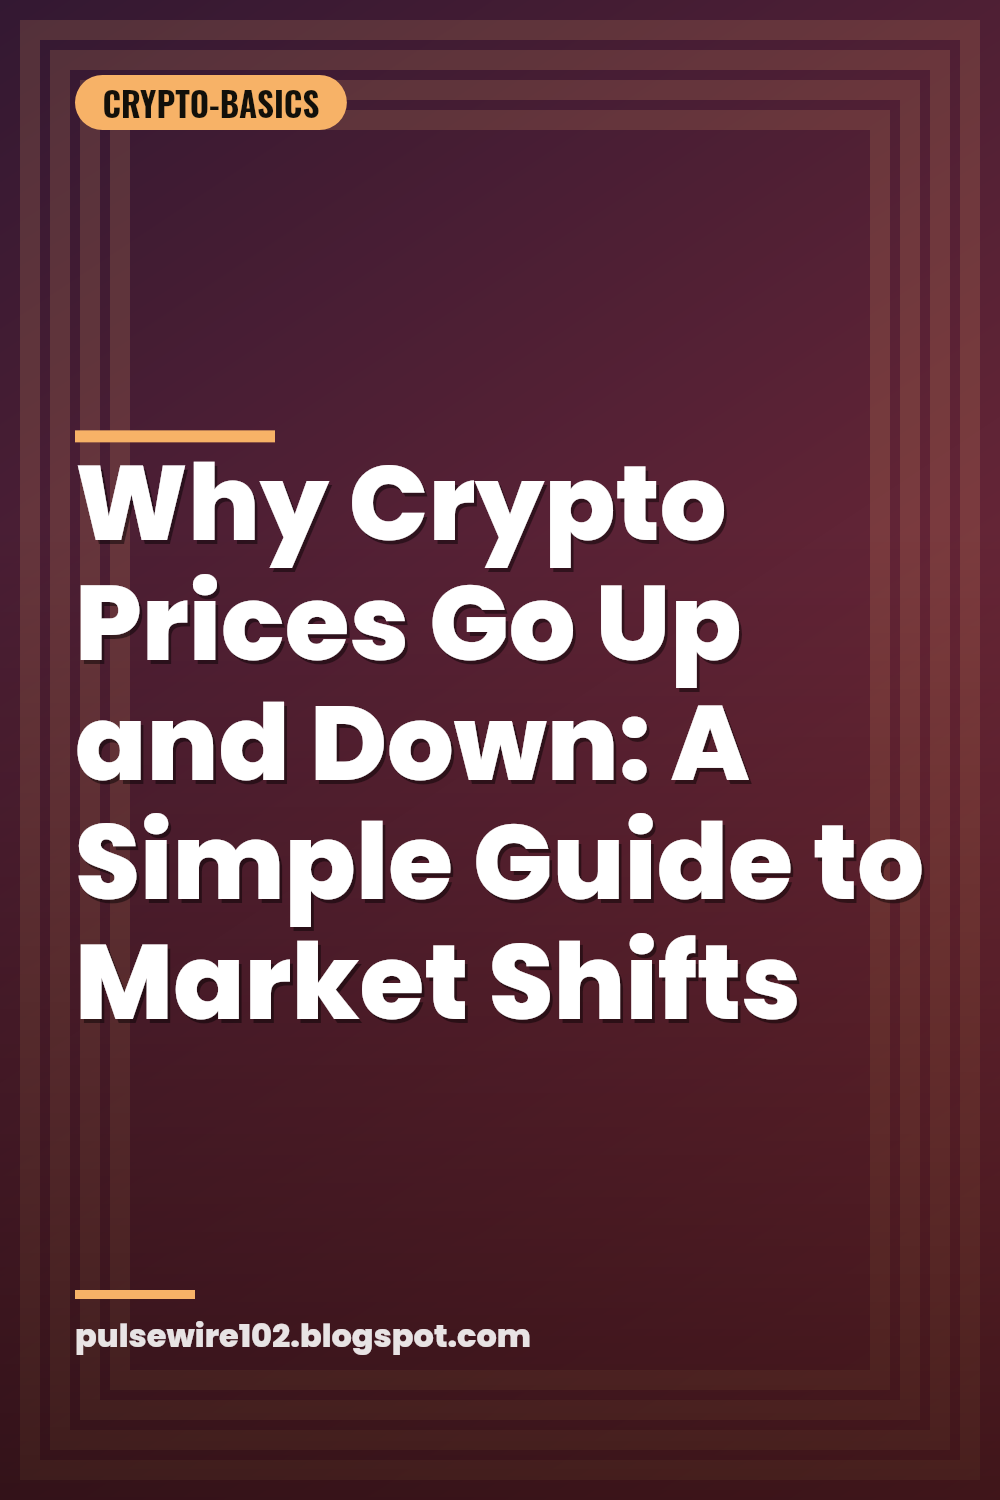 CRYPTO-BASICS
Why Crypto
Prices Go Up
and Down: A
Simple Guide to
Market Shifts
pulsewire102.blogspot.com